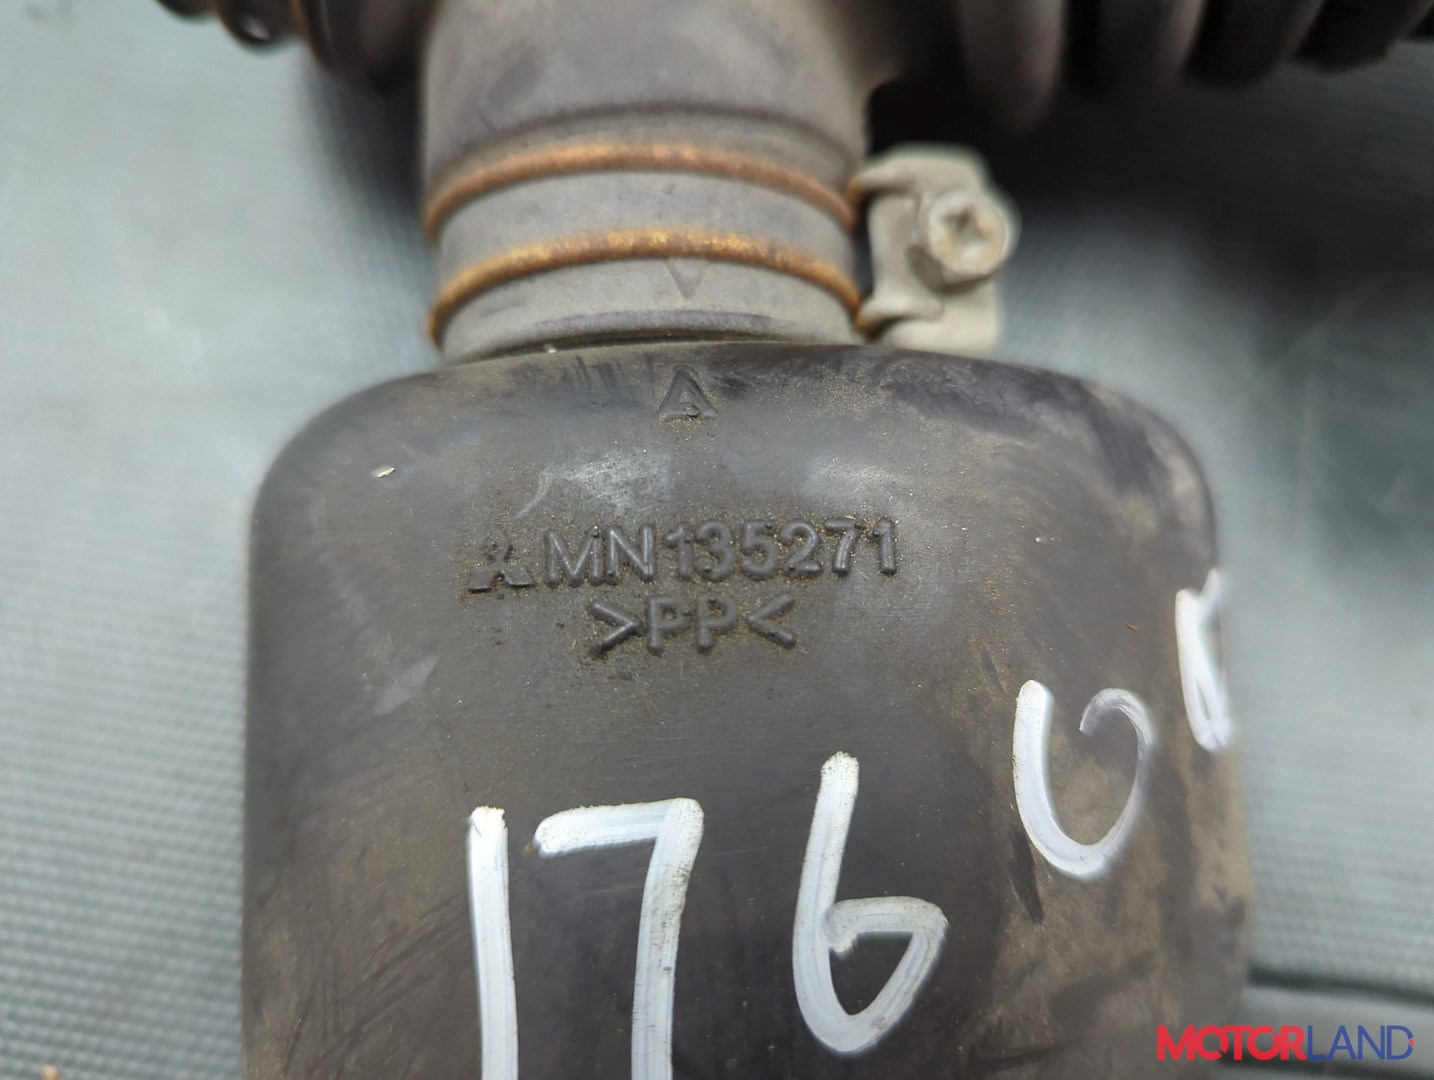 MN135271
>PP<
176
MOTORLAND